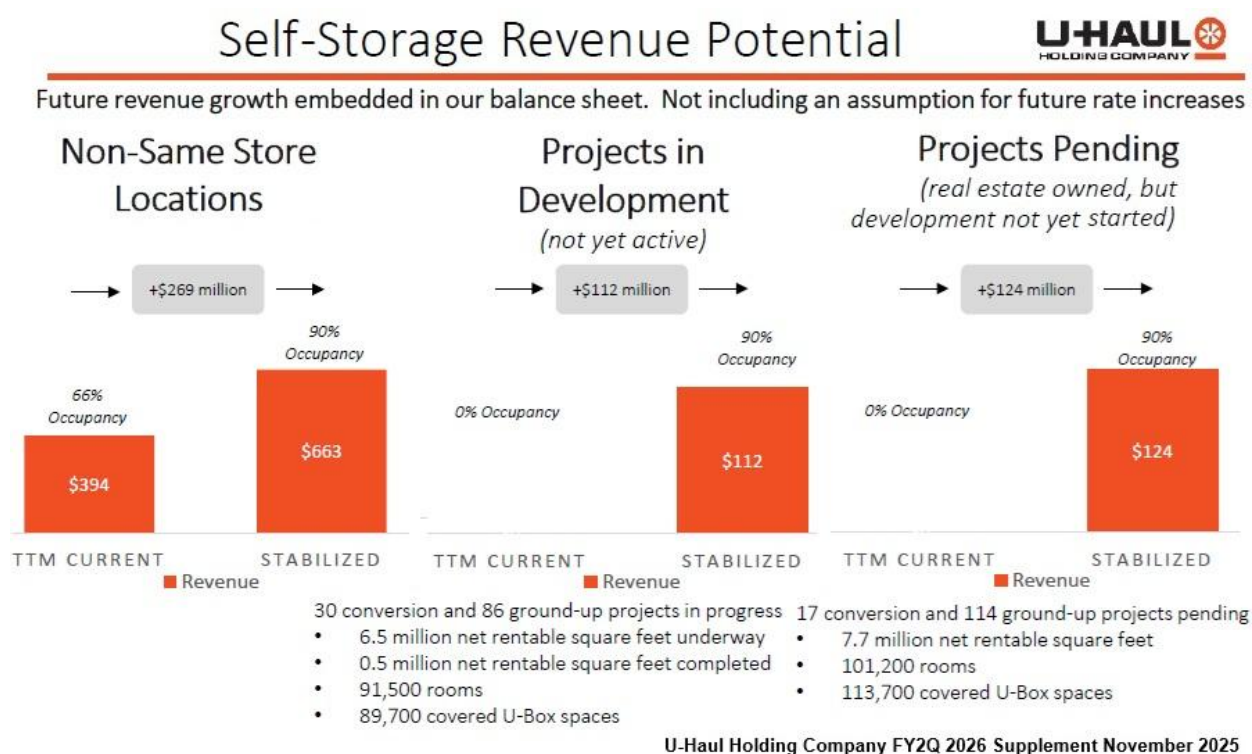 Self-Storage Revenue Potential
U-HAUL
HOLDING COMPANY
Future revenue growth embedded in our balance sheet. Not including an assumption for future rate increases
Non-Same Store
Locations
+$269 million
66%
Occupancy
90%
Occupancy
$394
$663
TTM CURRENT
STABILIZED
Revenue
Projects in
Development
(not yet active)
+$112 million
0% Occupancy
90%
Occupancy
$112
TTM CURRENT
STABILIZED
Revenue
30 conversion and 86 ground-up projects in progress
• 6.5 million net rentable square feet underway
• 0.5 million net rentable square feet completed
• 91,500 rooms
• 89,700 covered U-Box spaces
Projects Pending
(real estate owned, but
development not yet started)
+$124 million
0% Occupancy
90%
Occupancy
$124
TTM CURRENT
STABILIZED
Revenue
17 conversion and 114 ground-up projects pending
• 7.7 million net rentable square feet
• 101,200 rooms
• 113,700 covered U-Box spaces
U-Haul Holding Company FY2Q 2026 Supplement November 2025